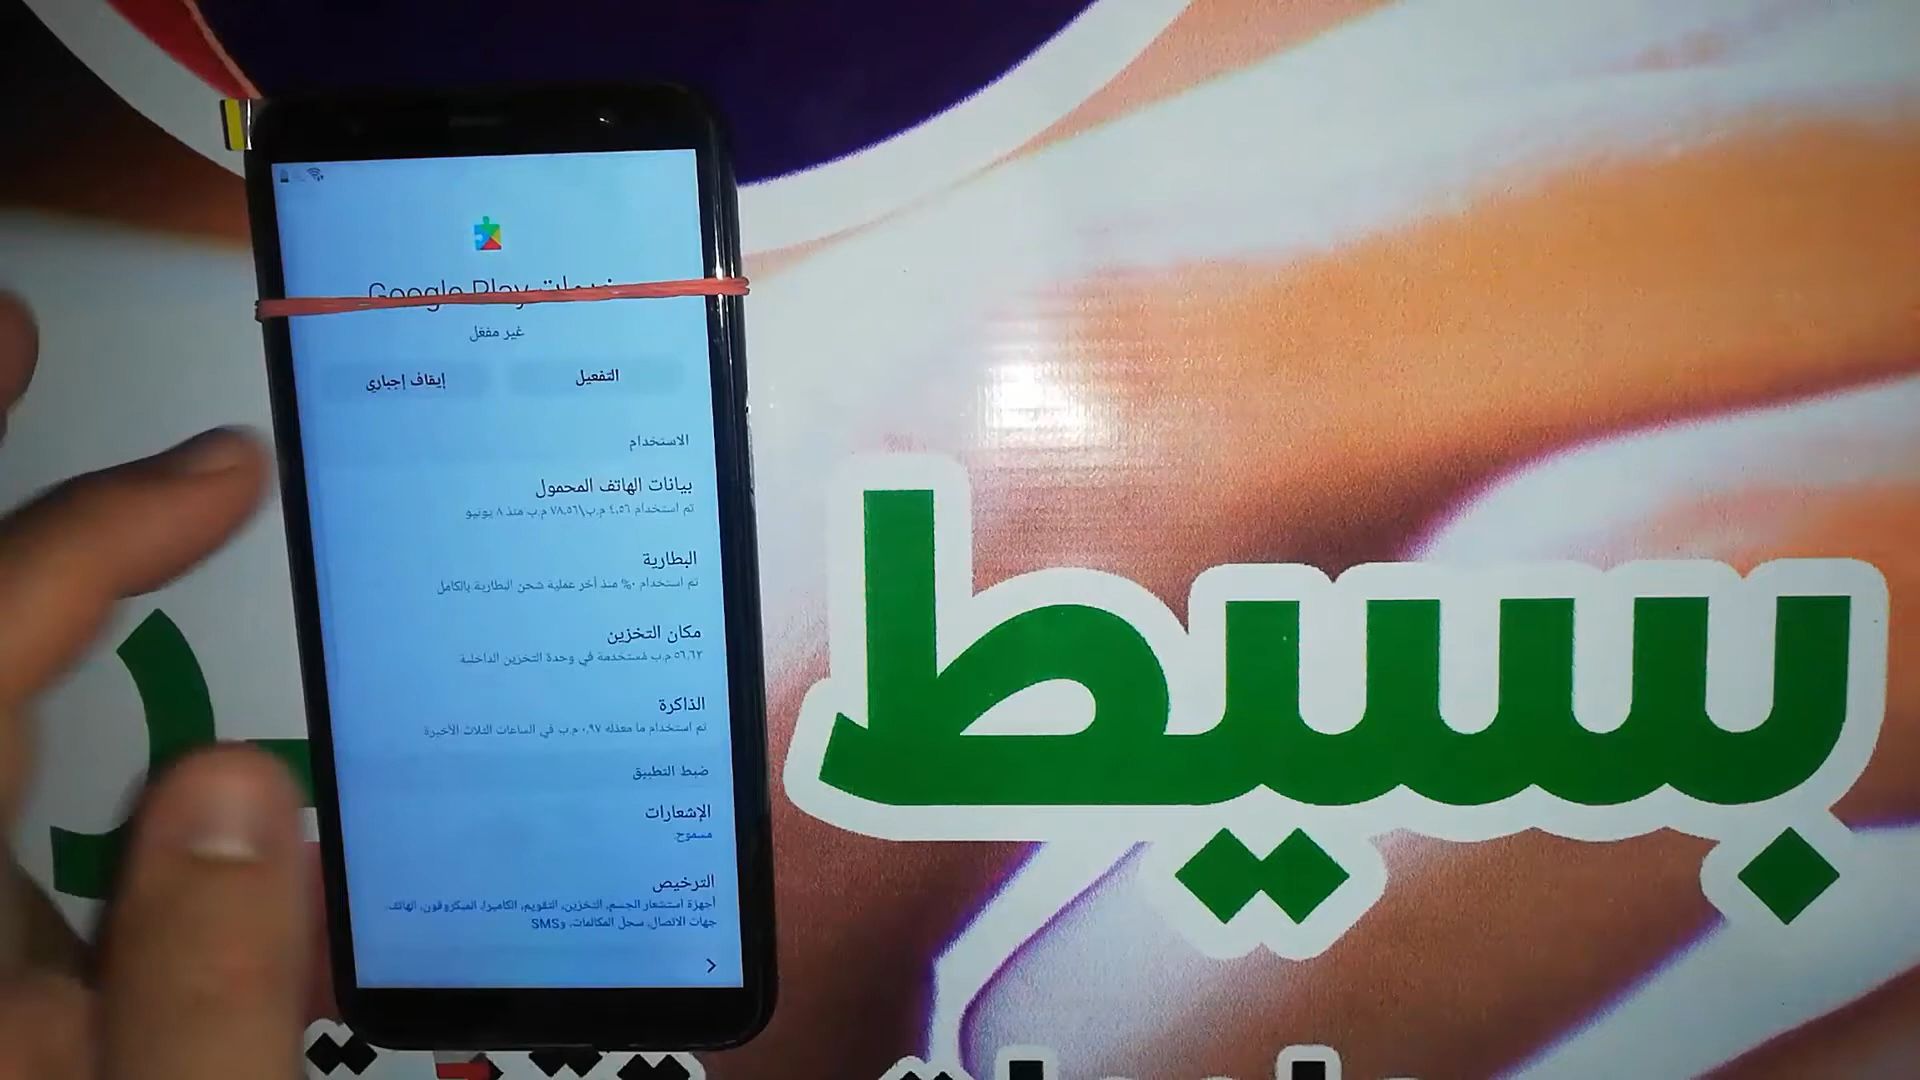 Google Play خدمات
غير مفعّل
التفعيل
إيقاف إجباري
الاستخدام
بيانات الهاتف المحمول
تم استخدام ٤٫٥٦ م.ب\٧٨٫٥٦ م.ب منذ ٨ يونيو
البطارية
تم استخدام ٠% منذ آخر عملية شحن البطارية بالكامل
مكان التخزين
٥٦٫٦٢ م.ب مُستخدمة في وحدة التخزين الداخلية
الذاكرة
تم استخدام ما معدله ٠٫٩٧ م.ب في الساعات الثلاث الأخيرة
ضبط التطبيق
الإشعارات
مسموح.
الترخيص
أجهزة استشعار الجسم, التخزين, التقويم, الكاميرا, الميكروفون, الهاتف,
جهات الاتصال, سجل المكالمات, وSMS
بسيط